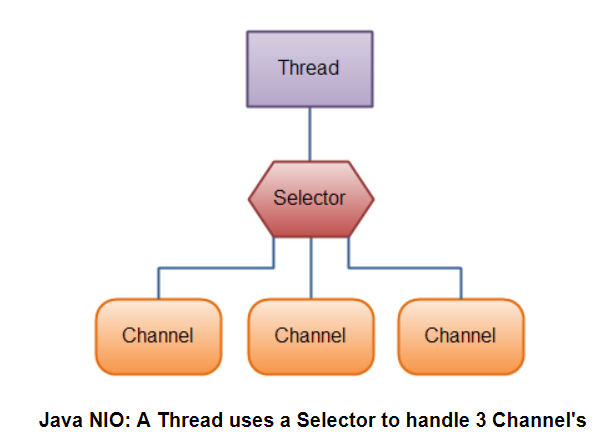 Thread
Selector
Channel
Channel
Channel
Java NIO: A Thread uses a Selector to handle 3 Channel's